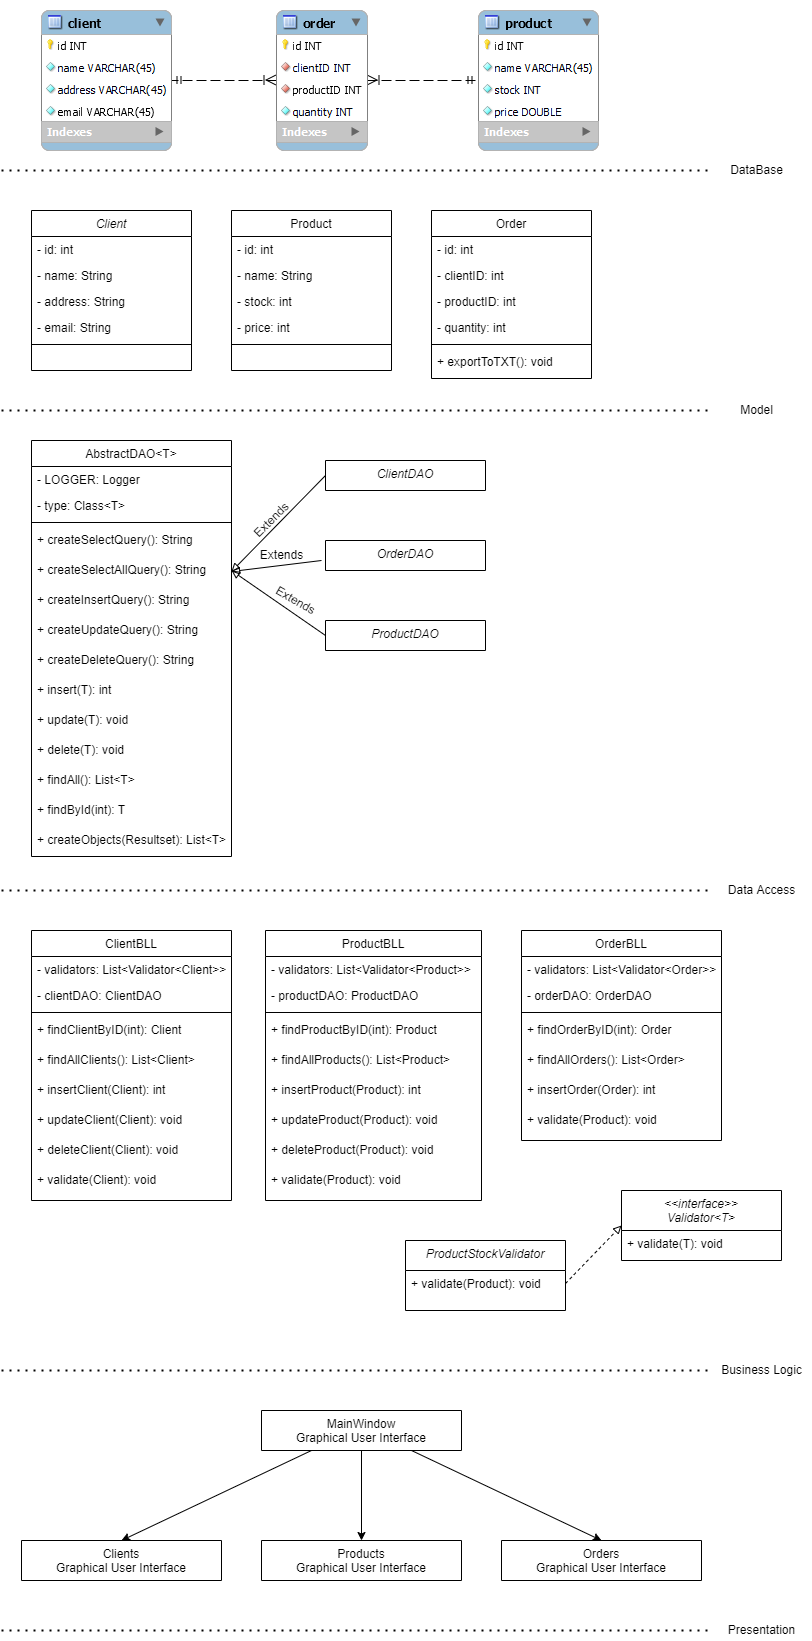 client
id INT
name VARCHAR(45)
address VARCHAR(45)
email VARCHAR(45)
Indexes
order
id INT
clientID INT
productID INT
quantity INT
Indexes
product
id INT
name VARCHAR(45)
stock INT
price DOUBLE
Indexes
DataBase
Client
- id: int
- name: String
- address: String
- email: String
Product
- id: int
- name: String
- stock: int
- price: int
Order
- id: int
- clientID: int
- productID: int
- quantity: int
+ exportToTXT(): void
Model
AbstractDAO<T>
- LOGGER: Logger
- type: Class<T>
+ createSelectQuery(): String
+ createSelectAllQuery(): String
+ createInsertQuery(): String
+ createUpdateQuery(): String
+ createDeleteQuery(): String
+ insert(T): int
+ update(T): void
+ delete(T): void
+ findAll(): List<T>
+ findById(int): T
+ createObjects(Resultset): List<T>
Extends
ClientDAO
Extends
OrderDAO
Extends
ProductDAO
Data Access
ClientBLL
- validators: List<Validator<Client>>
- clientDAO: ClientDAO
+ findClientByID(int): Client
+ findAllClients(): List<Client>
+ insertClient(Client): int
+ updateClient(Client): void
+ deleteClient(Client): void
+ validate(Client): void
ProductBLL
- validators: List<Validator<Product>>
- productDAO: ProductDAO
+ findProductByID(int): Product
+ findAllProducts(): List<Product>
+ insertProduct(Product): int
+ updateProduct(Product): void
+ deleteProduct(Product): void
+ validate(Product): void
OrderBLL
- validators: List<Validator<Order>>
- orderDAO: OrderDAO
+ findOrderByID(int): Order
+ findAllOrders(): List<Order>
+ insertOrder(Order): int
+ validate(Product): void
<<interface>>
Validator<T>
+ validate(T): void
ProductStockValidator
+ validate(Product): void
Business Logic
MainWindow
Graphical User Interface
Clients
Graphical User Interface
Products
Graphical User Interface
Orders
Graphical User Interface
Presentation